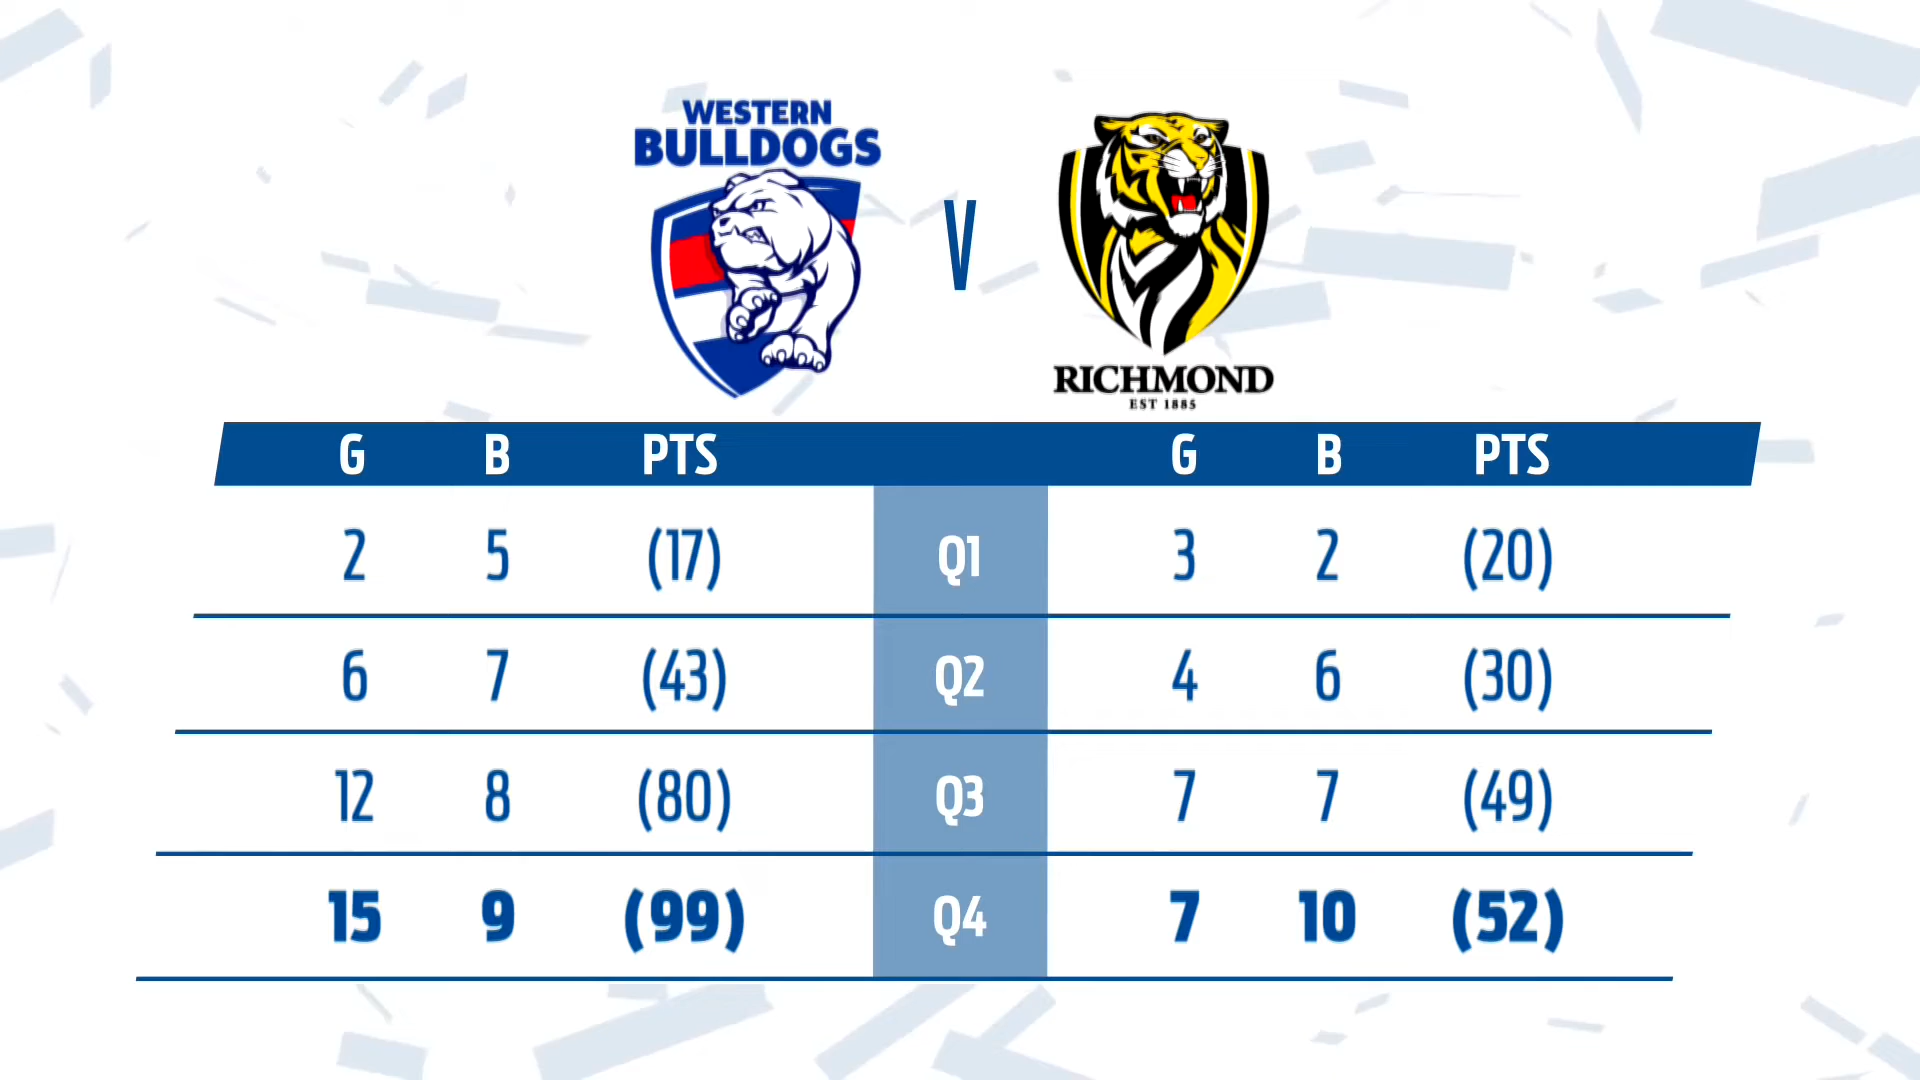 WESTERN
BULLDOGS
V
RICHMOND
EST 1885
G B PTS G B PTS
2 5 (17) Q1 3 2 (20)
6 7 (43) Q2 4 6 (30)
12 8 (80) Q3 7 7 (49)
15 9 (99) Q4 7 10 (52)